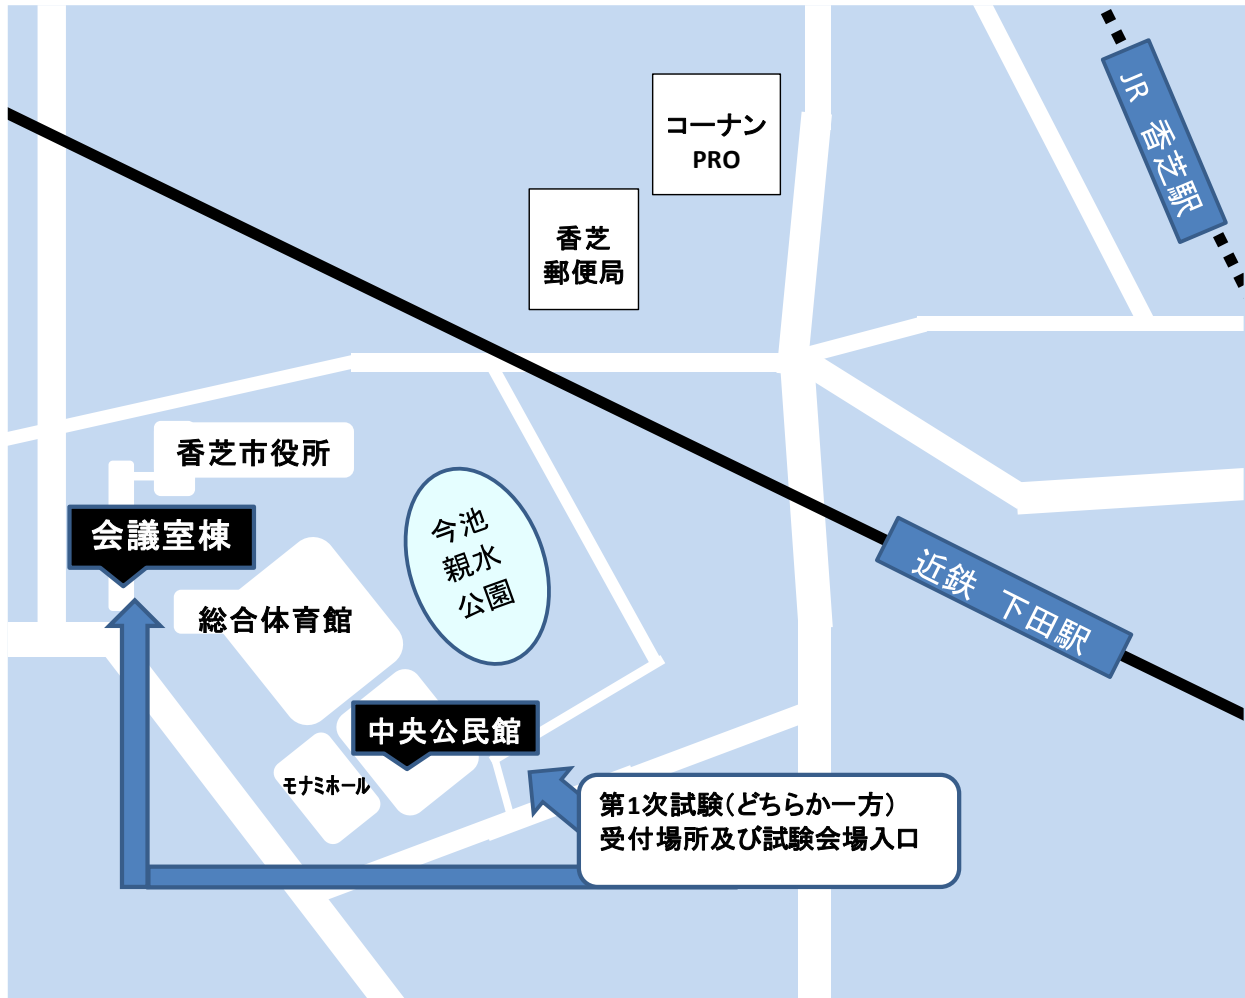 JR 香芝駅
コーナン
PRO
香芝
郵便局
香芝市役所
会議室棟
今池
親水
公園
近鉄 下田駅
総合体育館
中央公民館
モナミホール
第1次試験(どちらか一方)
受付場所及び試験会場入口